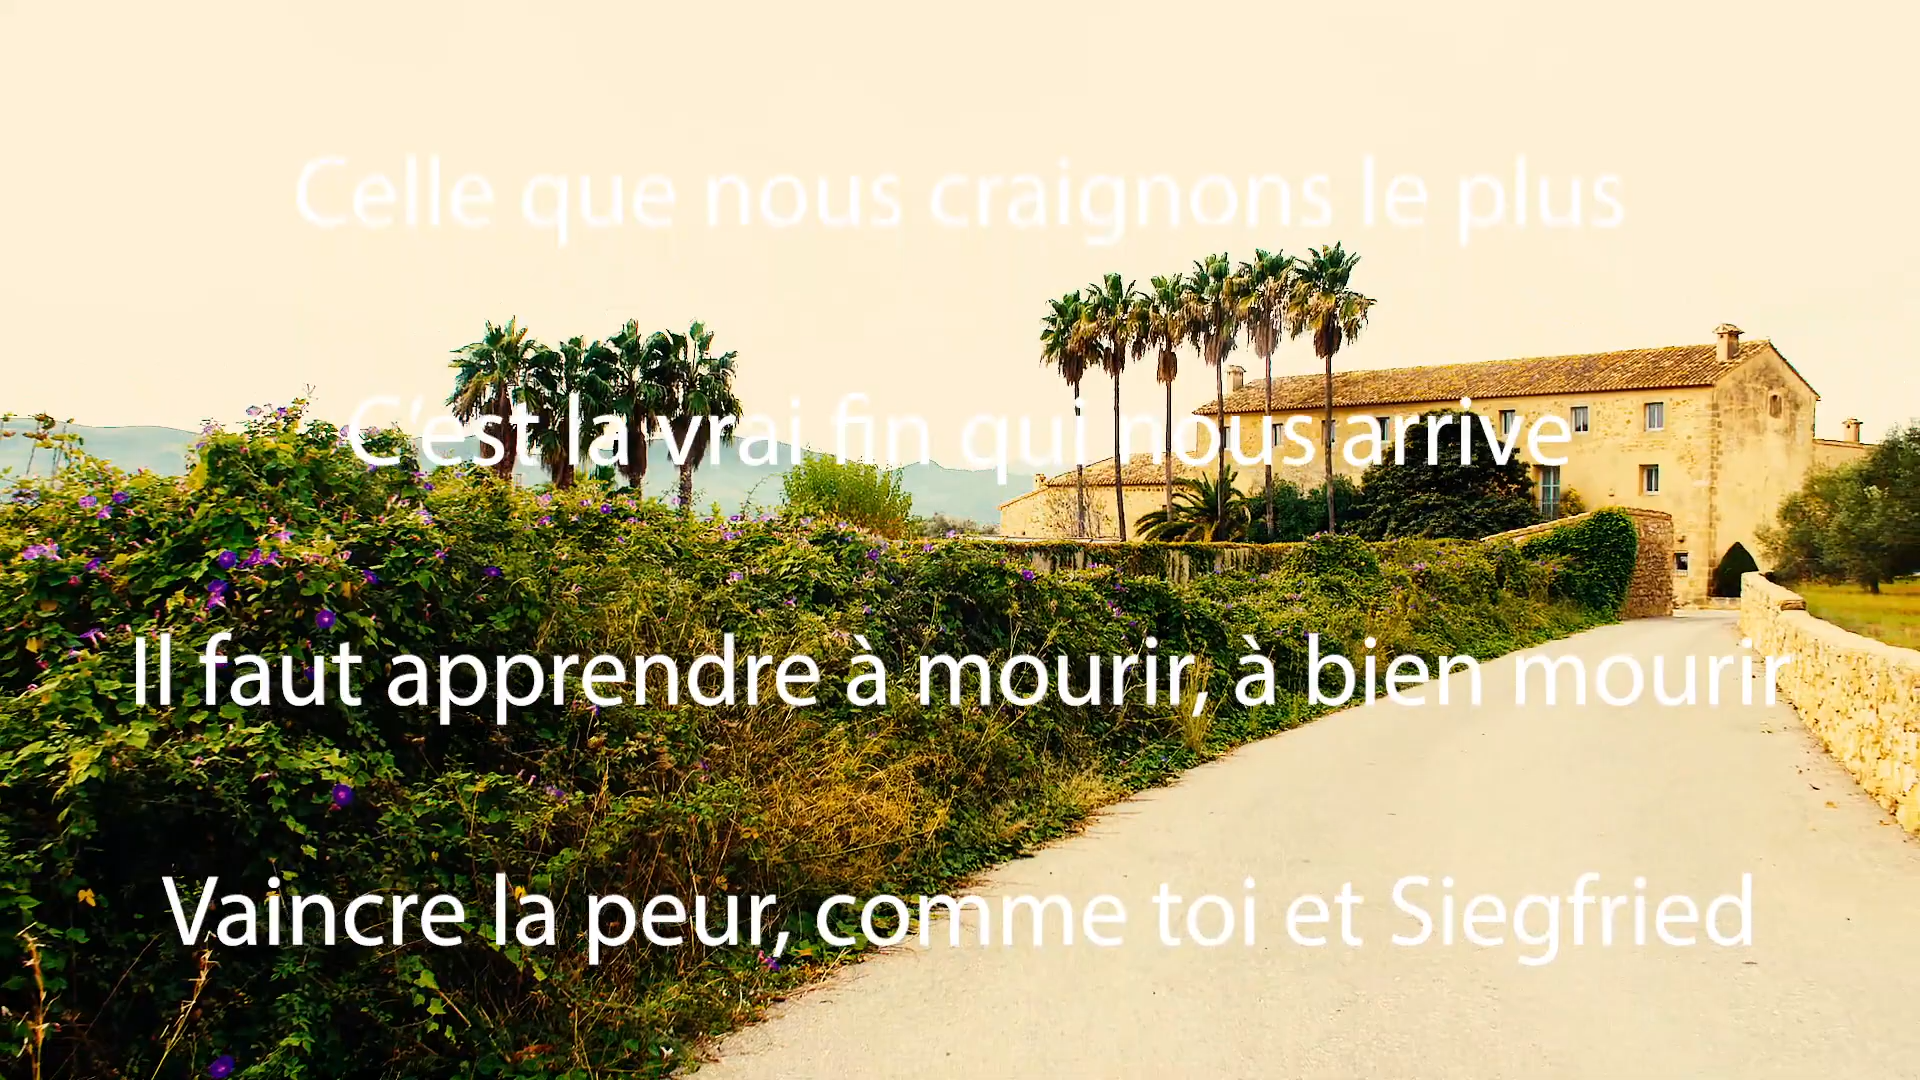 Celle que nous craignons le plus
C'est la vrai fin qui nous arrive
Il faut apprendre à mourir, à bien mourir
Vaincre la peur, comme toi et Siegfried